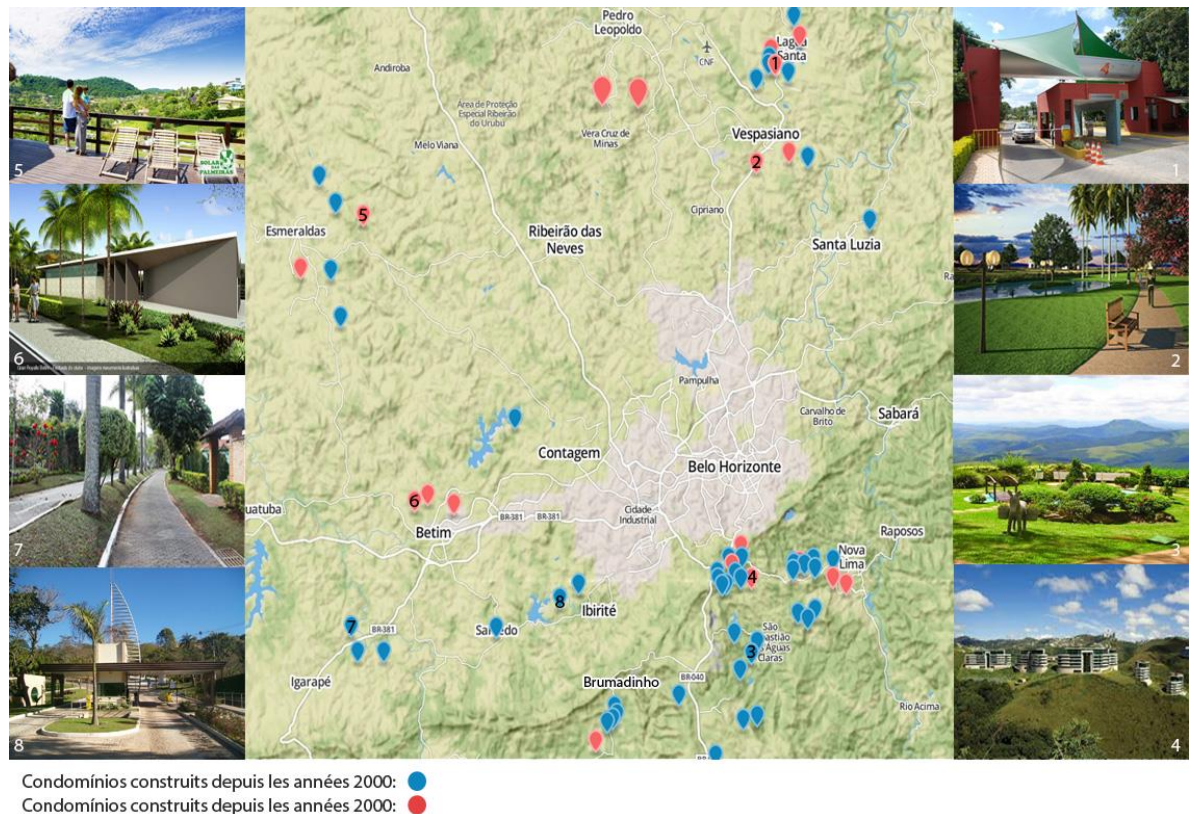 5
SOLAR
DAS
PALMEIRAS
6
7
8
Pedro
Leopoldo
Andiroba
CNF
Lagoa
Santa
1
Área de Proteção
Especial Ribeirão
do Urubu
Melo Viana
Vera Cruz de
Minas
Vespasiano
2
Cipriano
5
Esmeraldas
Ribeirão das
Neves
Santa Luzia
Pampulha
Carvalho de
Brito
Sabará
Contagem
Belo Horizonte
6
Cidade
Industrial
uatuba
Betim
BR-381
BR-381
Raposos
Nova
Lima
4
8
Ibirité
7
BR-381
Igarapé
São
Águas
Claras
3
Brumadinho
BR-040
Rio Acima
1
2
3
4
Condomínios construits depuis les années 2000:
Condomínios construits depuis les années 2000: